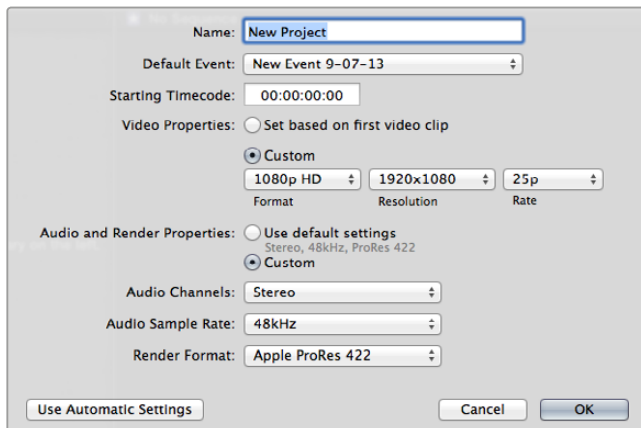 Name: New Project
Default Event: New Event 9-07-13
Starting Timecode: 00:00:00:00
Video Properties: Set based on first video clip
Custom
1080p HD 1920x1080 25p
Format Resolution Rate
Audio and Render Properties: Use default settings
Stereo, 48kHz, ProRes 422
Custom
Audio Channels: Stereo
Audio Sample Rate: 48kHz
Render Format: Apple ProRes 422
Use Automatic Settings Cancel OK